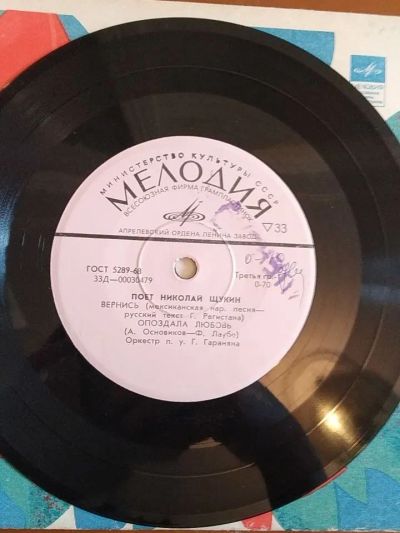 МИНИСТЕРСТВО КУЛЬТУРЫ СССР
МЕЛОДИЯ
ВСЕСОЮЗНАЯ ФИРМА ГРАМПЛАСТИНОК
▽33
АПРЕЛЕВСКИЙ ОРДЕНА ЛЕНИНА ЗАВОД
ГОСТ 5289-68
33Д—00030479
Третья гр.
0-70
ПОЕТ НИКОЛАЙ ЩУКИН
ВЕРНИСЬ (мексиканская нар. песня—
русский текст Г. Регистана)
ОПОЗДАЛА ЛЮБОВЬ
(А. Основиков—Ф. Лаубе)
Оркестр п. у. Г. Гараняна
МЕЛОДИЯ